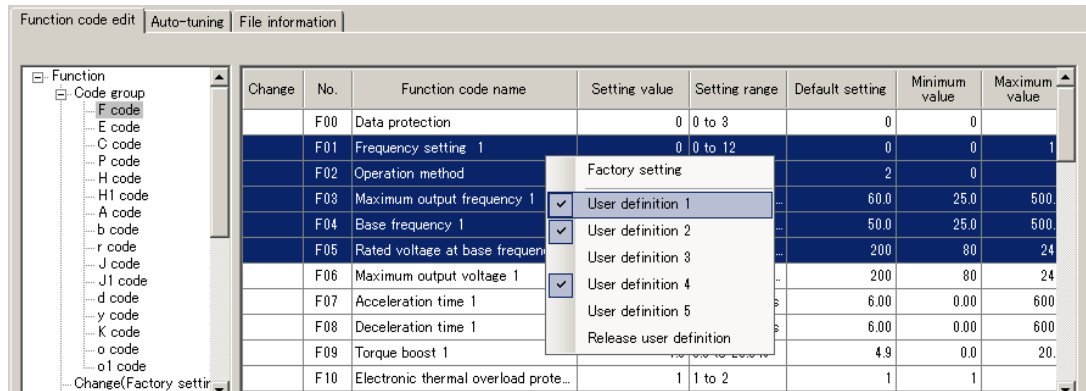 Function code edit Auto-tuning File information
Function
Code group
F code
E code
C code
P code
H code
H1 code
A code
b code
r code
J code
J1 code
d code
y code
K code
o code
o1 code
Change(Factory settir
Change No. Function code name Setting value Setting range Default setting Minimum value Maximum value
F00 Data protection 0 0 to 3 0 0
F01 Frequency setting 1 0 0 to 12 0 0 1
F02 Operation method 2 0
F03 Maximum output frequency 1 ... 60.0 25.0 500.
F04 Base frequency 1 ... 50.0 25.0 500.
F05 Rated voltage at base frequen ... 200 80 24
F06 Maximum output voltage 1 200 80 24
F07 Acceleration time 1 s 6.00 0.00 600
F08 Deceleration time 1 s 6.00 0.00 600
F09 Torque boost 1 4.9 0.0 20.
F10 Electronic thermal overload prote... 1 1 to 2 1 1
Factory setting
User definition 1
User definition 2
User definition 3
User definition 4
User definition 5
Release user definition